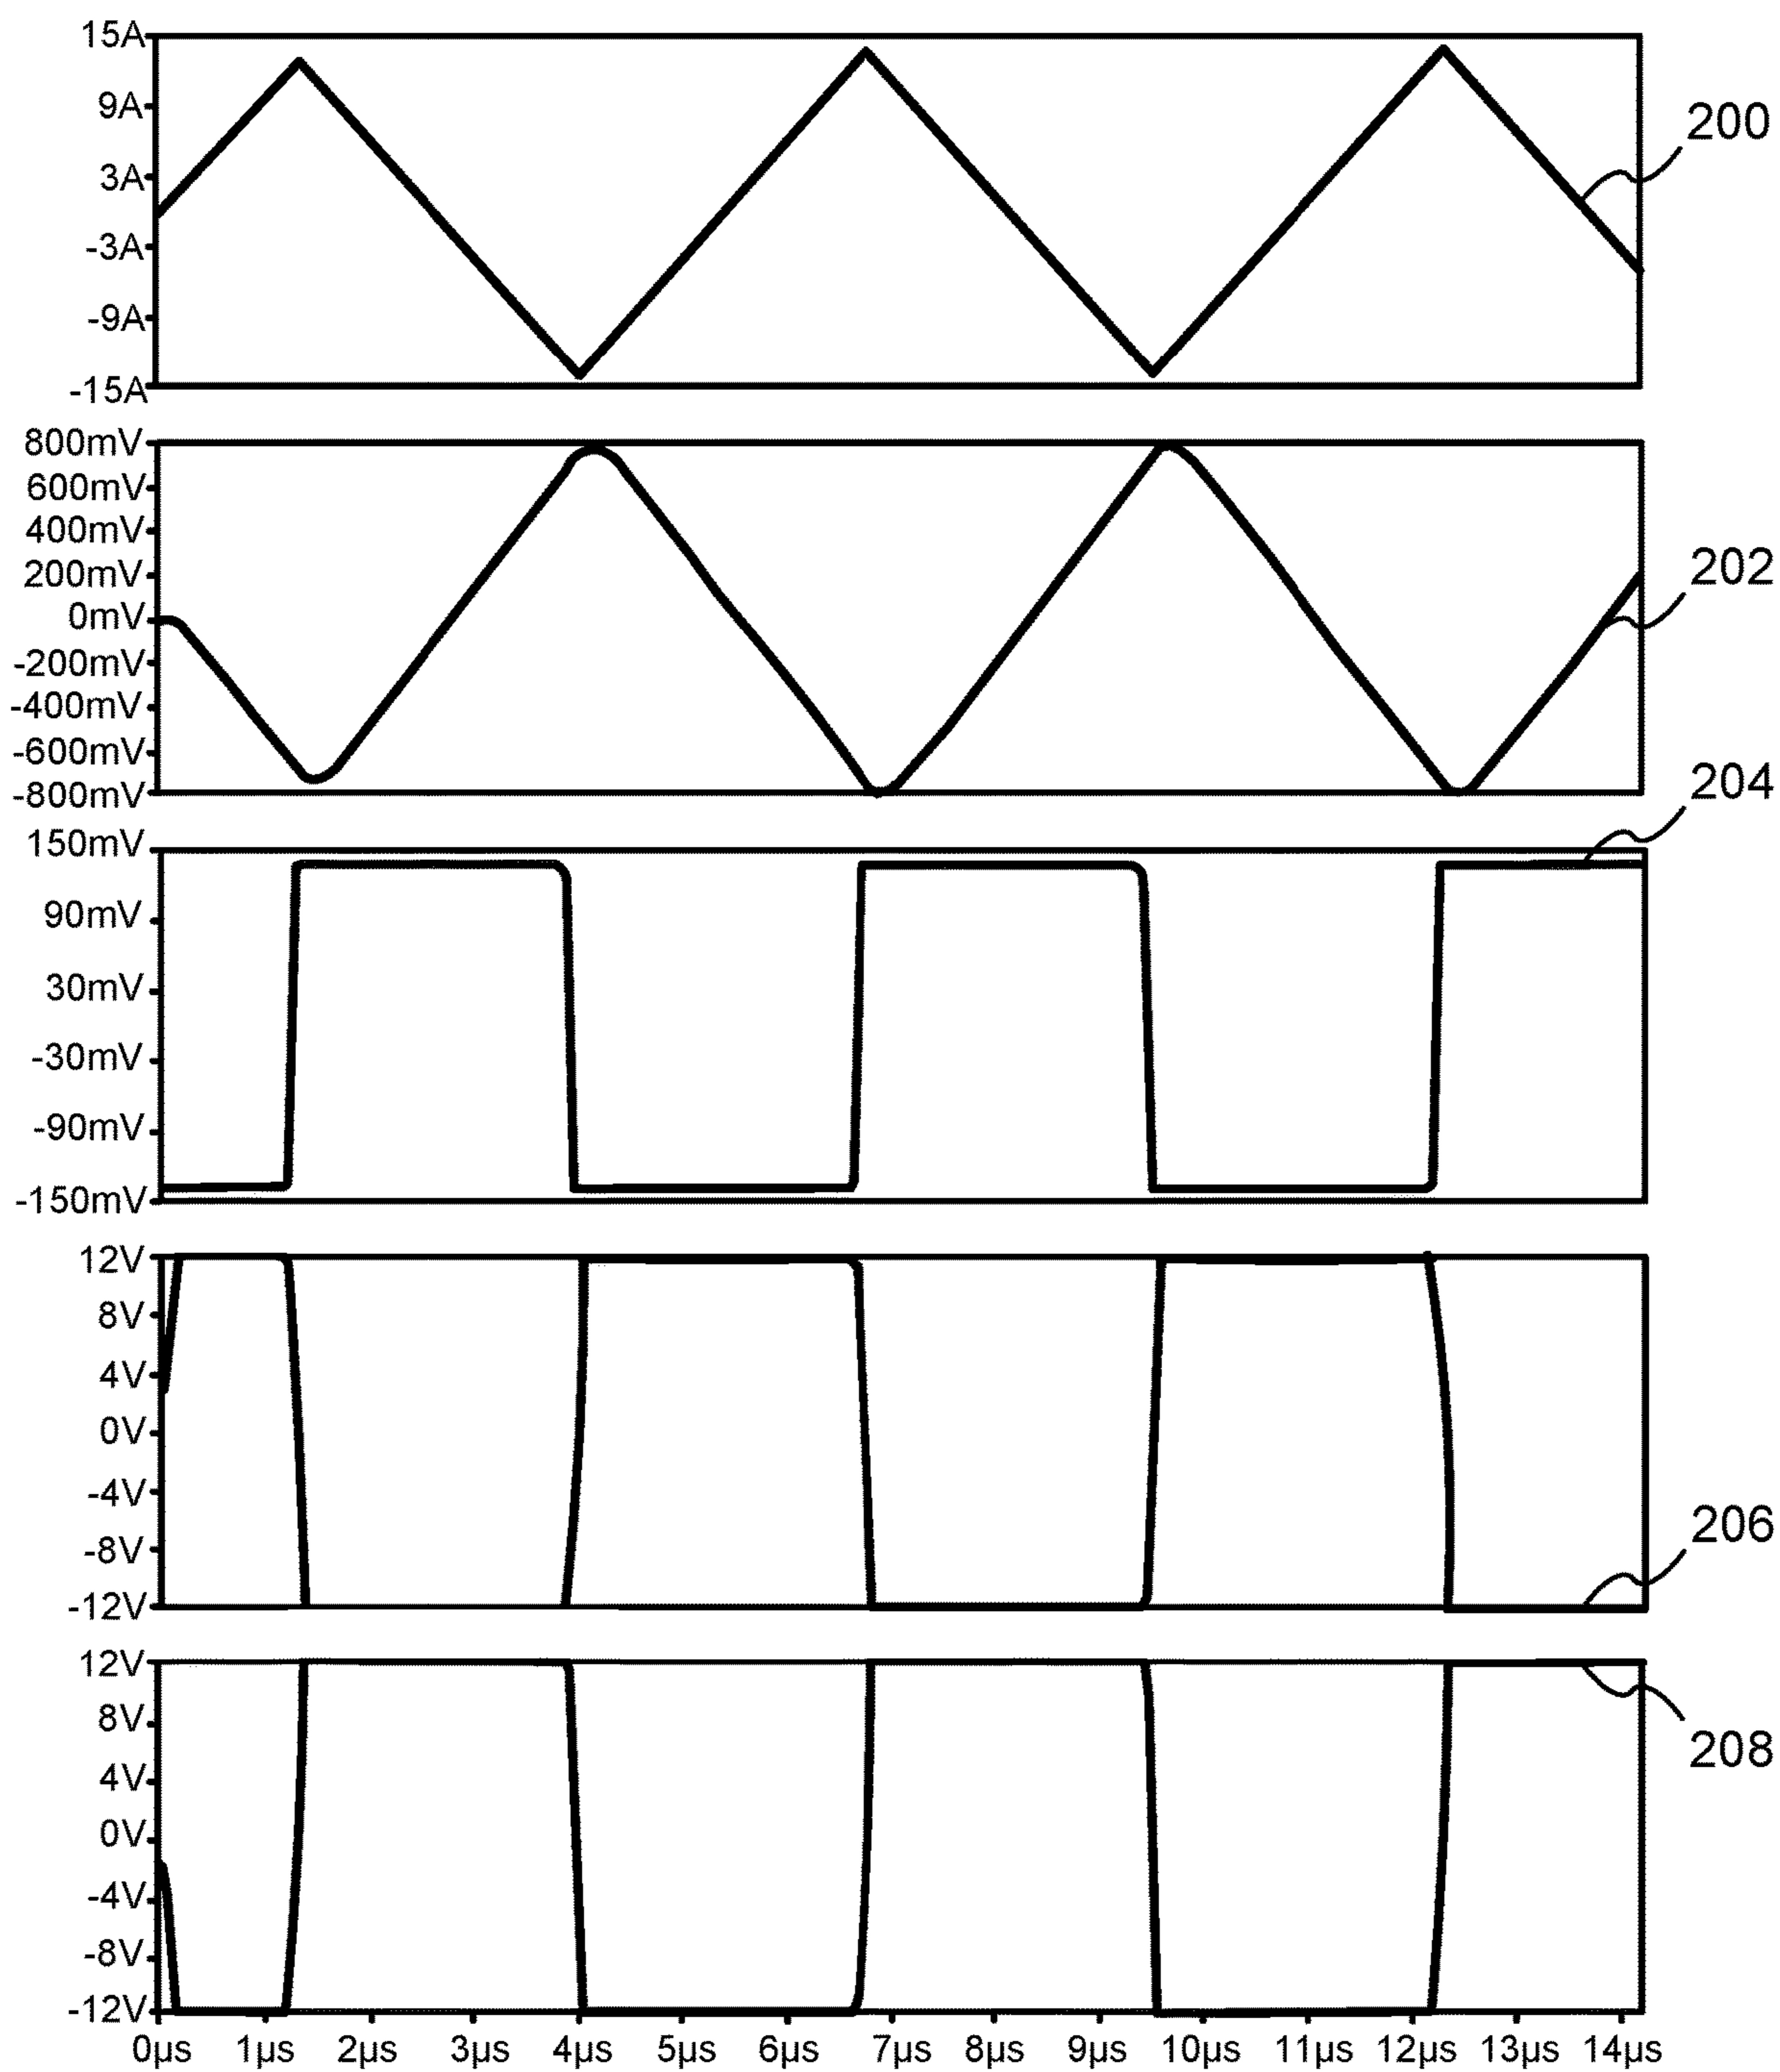 15A
9A
200
3A
-3A
-9A
-15A
800mV
600mV
400mV
202
200mV
0mV
-200mV
-400mV
-600mV
204
-800mV
150mV
90mV
30mV
-30mV
-90mV
-150mV
12V
8V
4V
0V
-4V
206
-8V
-12V
12V
8V
208
4V
0V
-4V
-8V
-12V
0µs 1µs 2µs 3µs 4µs 5µs 6µs 7µs 8µs 9µs 10µs 11µs 12µs 13µs 14µs